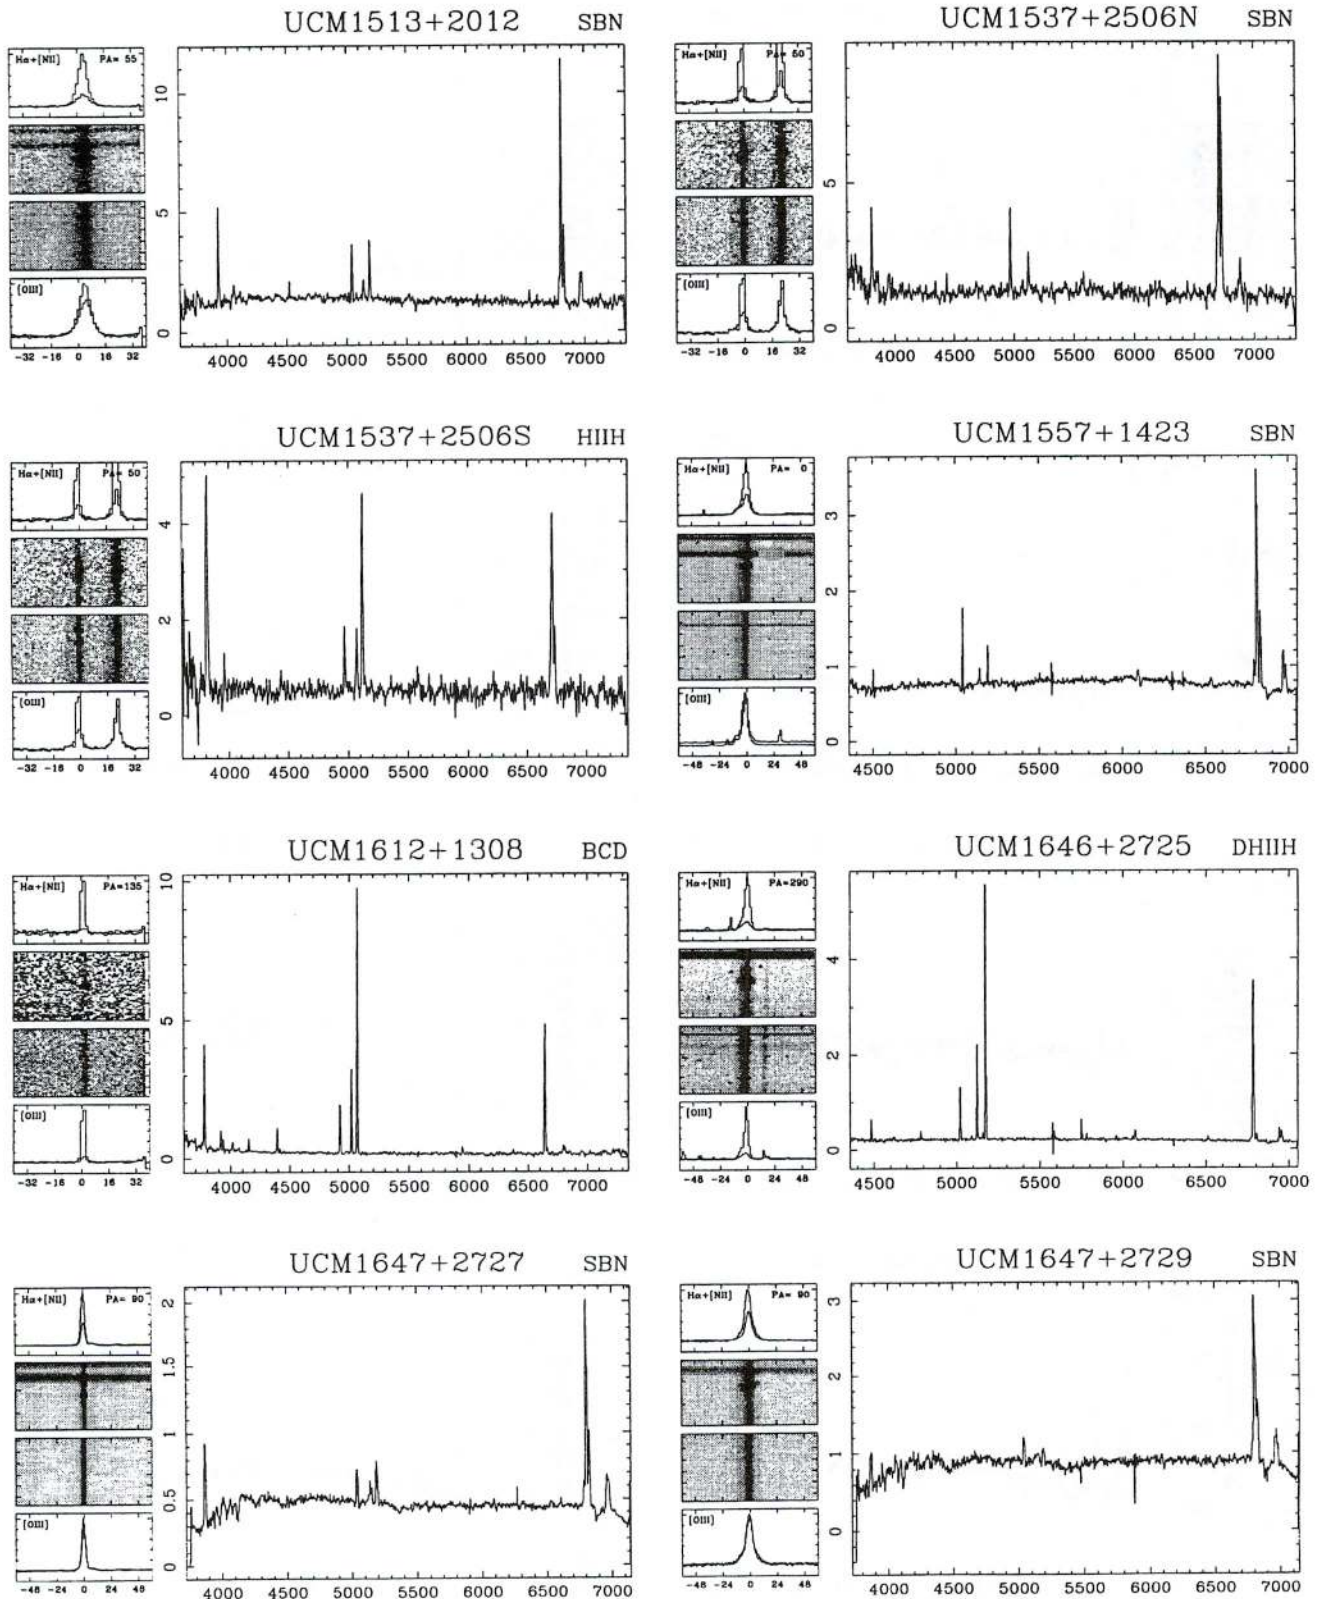 UCM1513+2012 SBN
Hα+[NII] PA= 55
[OIII]
-32 -16 0 16 32
0 5 10
4000 4500 5000 5500 6000 6500 7000
UCM1537+2506N SBN
Hα+[NII] PA= 50
[OIII]
-32 -16 0 16 32
0 5
4000 4500 5000 5500 6000 6500 7000
UCM1537+2506S HIIH
Hα+[NII] PA= 50
[OIII]
-32 -16 0 16 32
0 2 4
4000 4500 5000 5500 6000 6500 7000
UCM1557+1423 SBN
Hα+[NII] PA= 0
[OIII]
-48 -24 0 24 48
0 1 2 3
4500 5000 5500 6000 6500 7000
UCM1612+1308 BCD
Hα+[NII] PA=135
[OIII]
-32 -16 0 16 32
0 5 10
4000 4500 5000 5500 6000 6500 7000
UCM1646+2725 DHIIH
Hα+[NII] PA=290
[OIII]
-48 -24 0 24 48
0 2 4
4500 5000 5500 6000 6500 7000
UCM1647+2727 SBN
Hα+[NII] PA= 90
[OIII]
-48 -24 0 24 48
0 0.5 1 1.5 2
4000 4500 5000 5500 6000 6500 7000
UCM1647+2729 SBN
Hα+[NII] PA= 90
[OIII]
-48 -24 0 24 48
0 1 2 3
4000 4500 5000 5500 6000 6500 7000